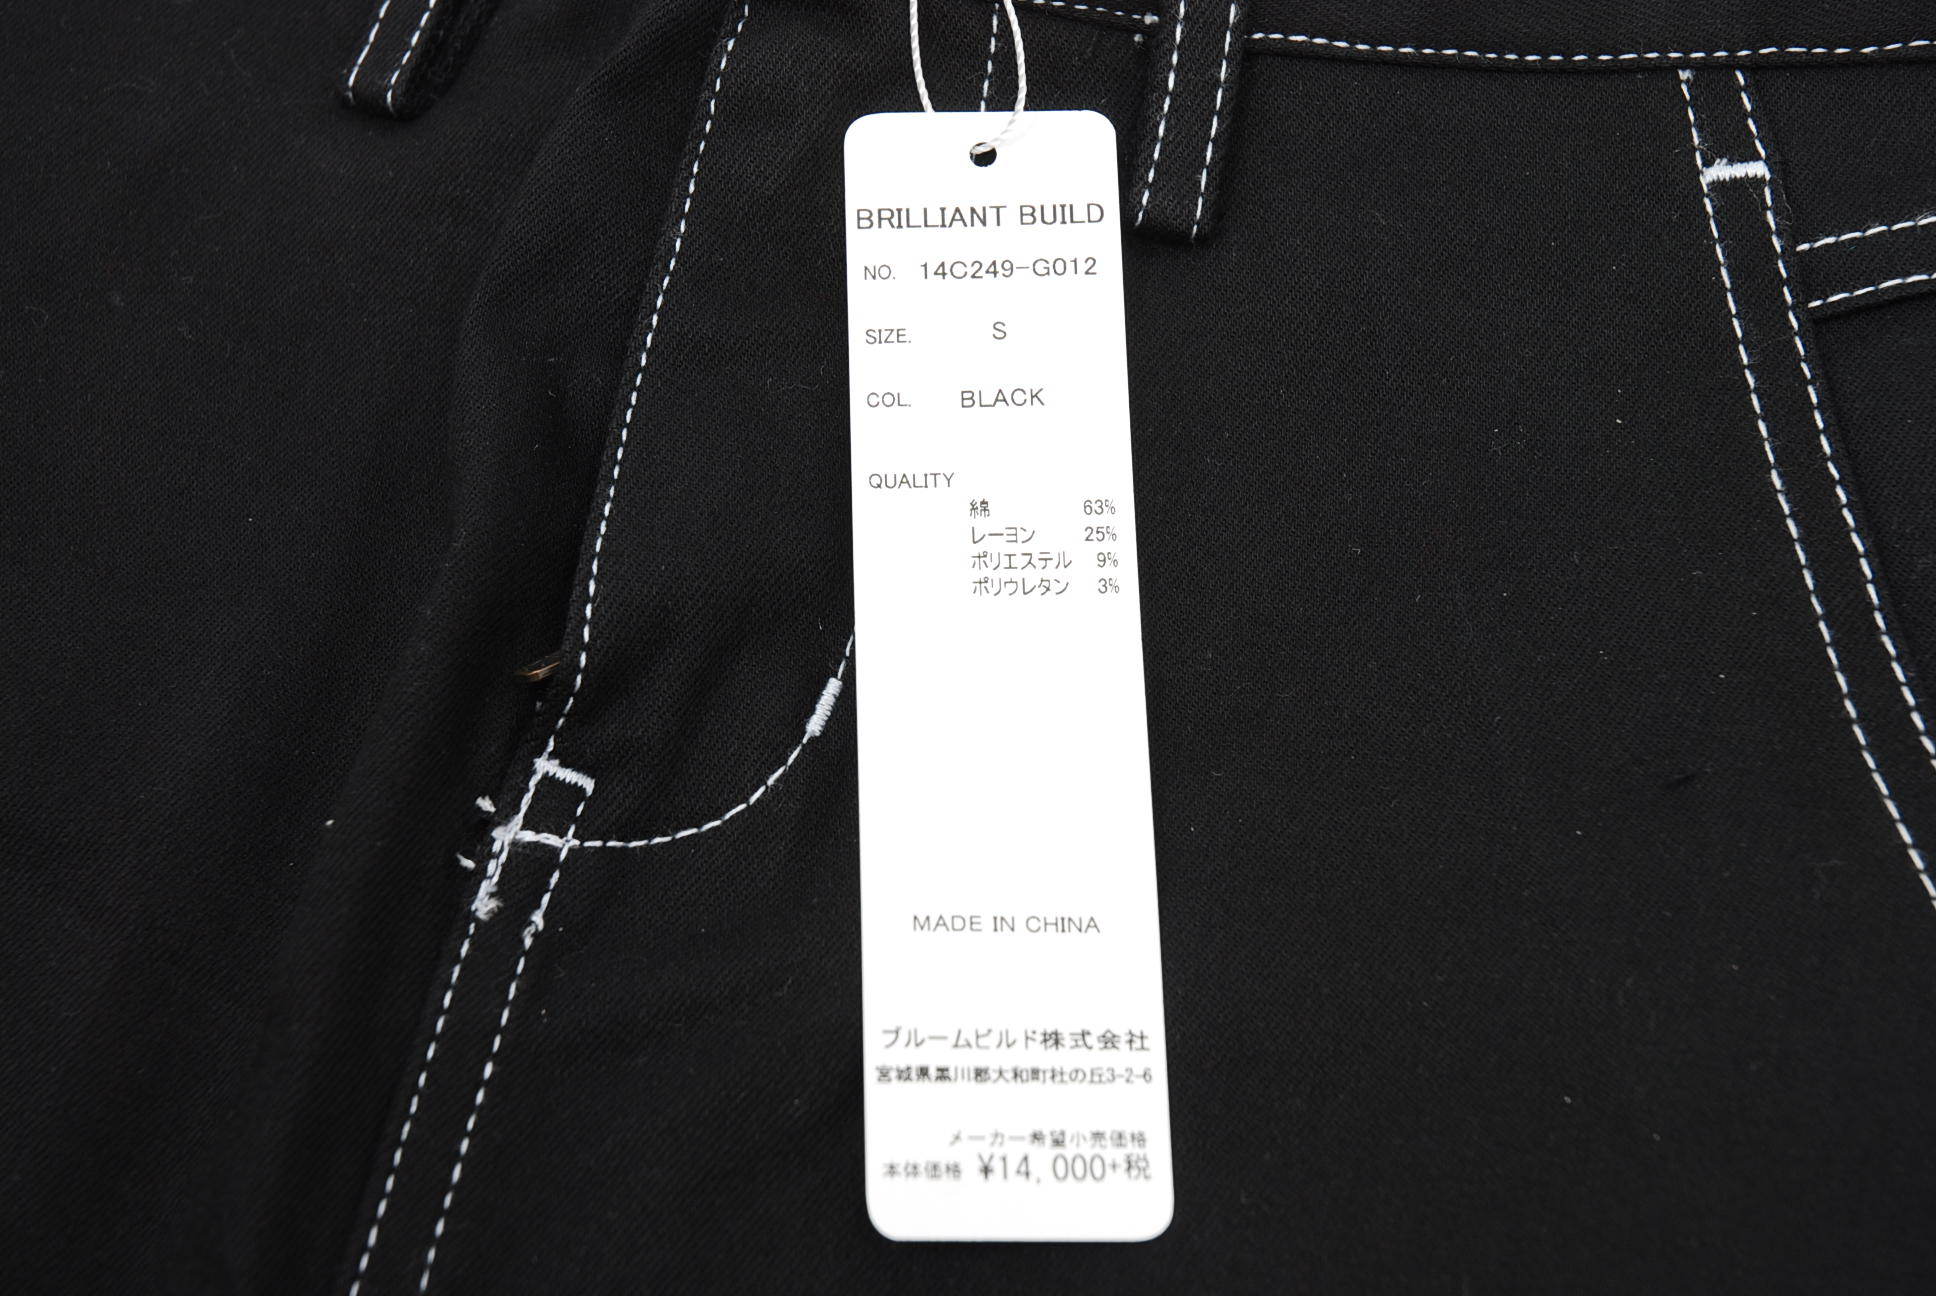 BRILLIANT BUILD
NO. 14C249-G012
SIZE. S
COL. BLACK
QUALITY
綿 63%
レーヨン 25%
ポリエステル 9%
ポリウレタン 3%
MADE IN CHINA
ブルームビルド株式会社
宮城県黒川郡大和町杜の丘3-2-6
メーカー希望小売価格
本体価格 ¥14,000+税